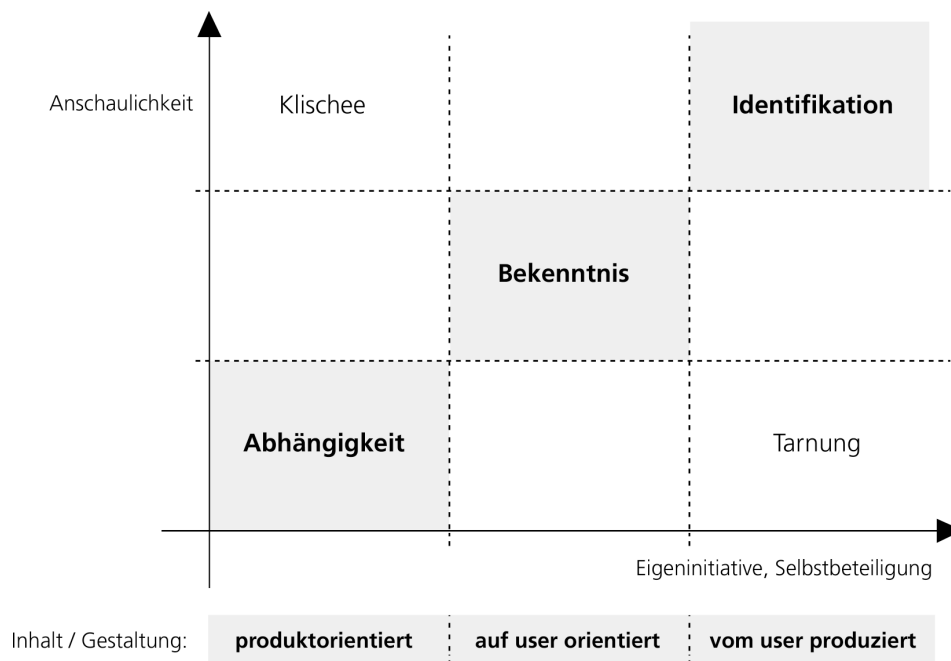 Anschaulichkeit
Klischee
Identifikation
Bekenntnis
Abhängigkeit
Tarnung
Eigeninitiative, Selbstbeteiligung
Inhalt / Gestaltung: produktorientiert auf user orientiert vom user produziert